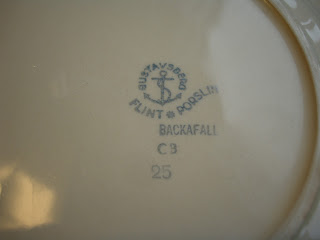 GUSTAVSBERG
FLINT PORSLIN
BACKAFALL
CB
25